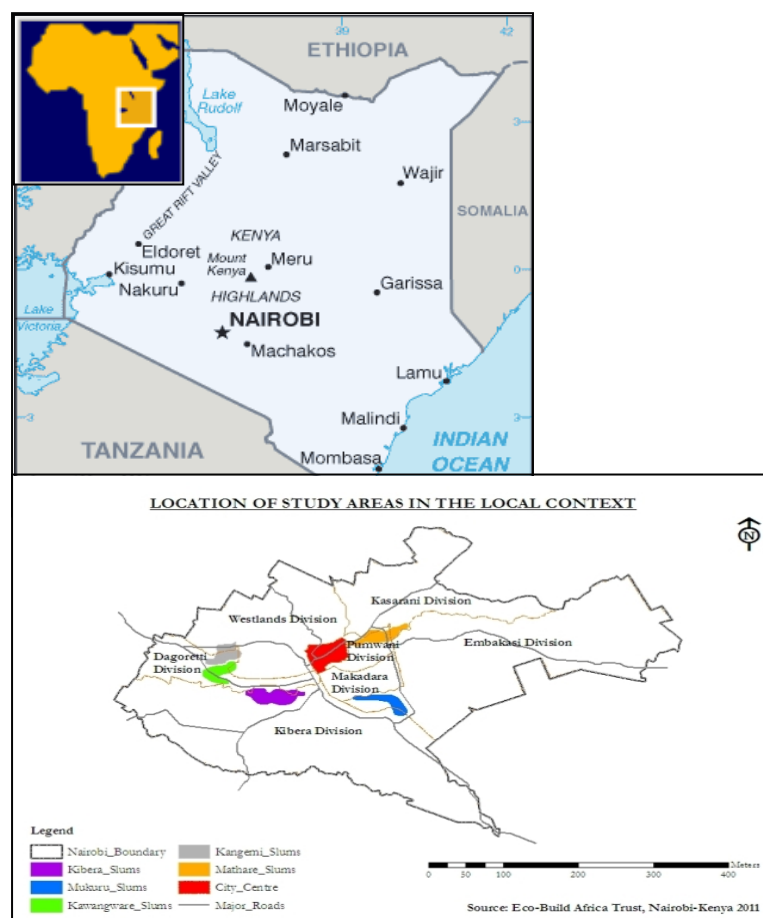 39
42
ETHIOPIA
Lake
Rudolf
Moyale
3
Marsabit
Wajir
GREAT RIFT VALLEY
SOMALIA
KENYA
Eldoret
Mount
Kenya
Meru
0
Kisumu
Nakuru
Garissa
HIGHLANDS
Lake
Victoria
NAIROBI
Machakos
Lamu
3
Malindi
3
TANZANIA
INDIAN
OCEAN
Mombasa
LOCATION OF STUDY AREAS IN THE LOCAL CONTEXT
N
Kasarani Division
Westlands Division
Pumwani
Division
Embakasi Division
Dagoretti
Division
Makadara
Division
Kibera Division
Legend
Nairobi_Boundary
Kangemi_Slums
Kibera_Slums
Mathare_Slums
Mukuru_Slums
City_Centre
Kawangware_Slums
Major_Roads
Meters
0 50 100 200 300 400
Source: Eco-Build Africa Trust, Nairobi-Kenya 2011